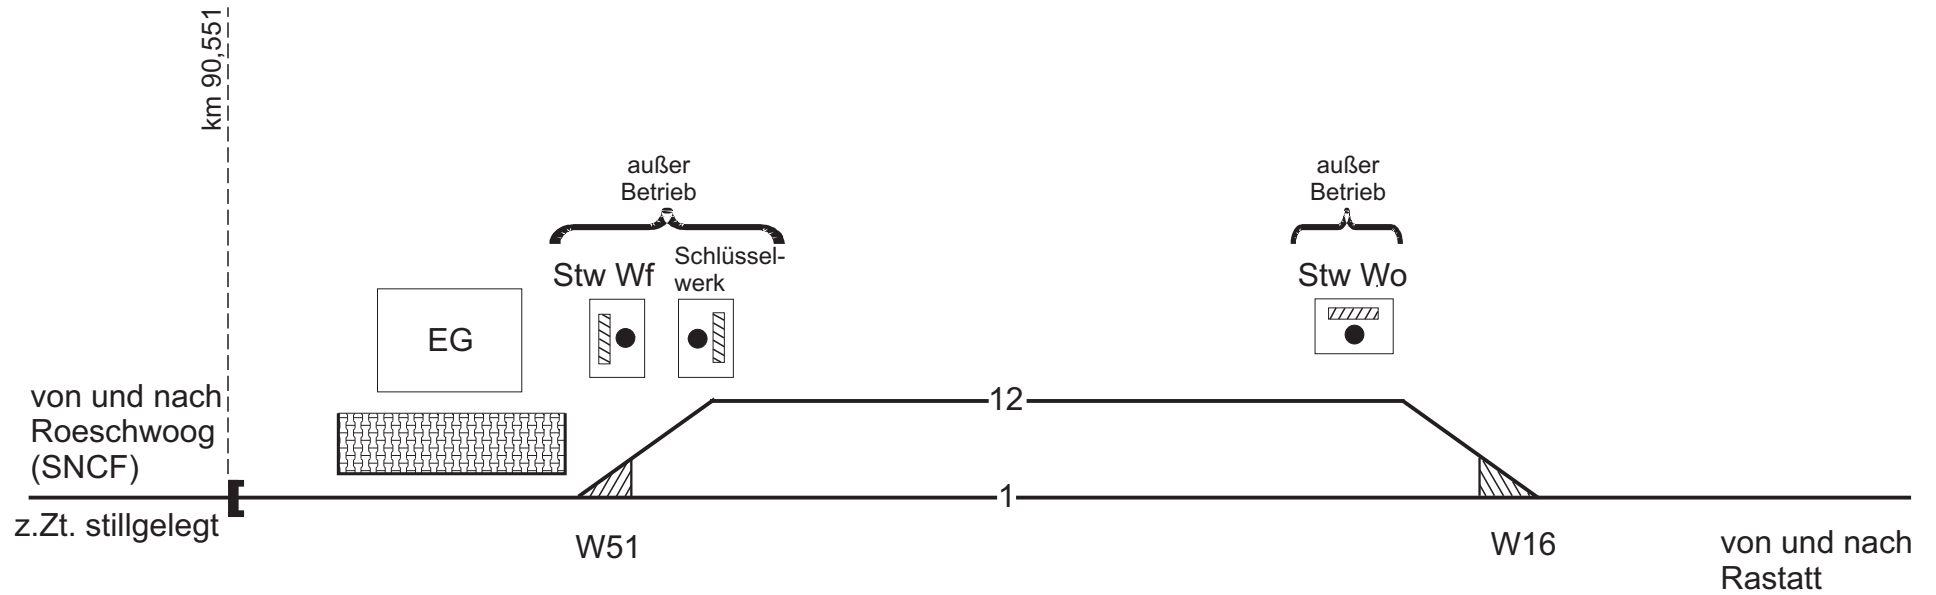 km 90,551
außer
Betrieb
außer
Betrieb
Schlüssel-
werk
Stw Wf
Stw Wo
EG
von und nach
Roeschwoog
(SNCF)
12
1
z.Zt. stillgelegt
W51
W16
von und nach
Rastatt